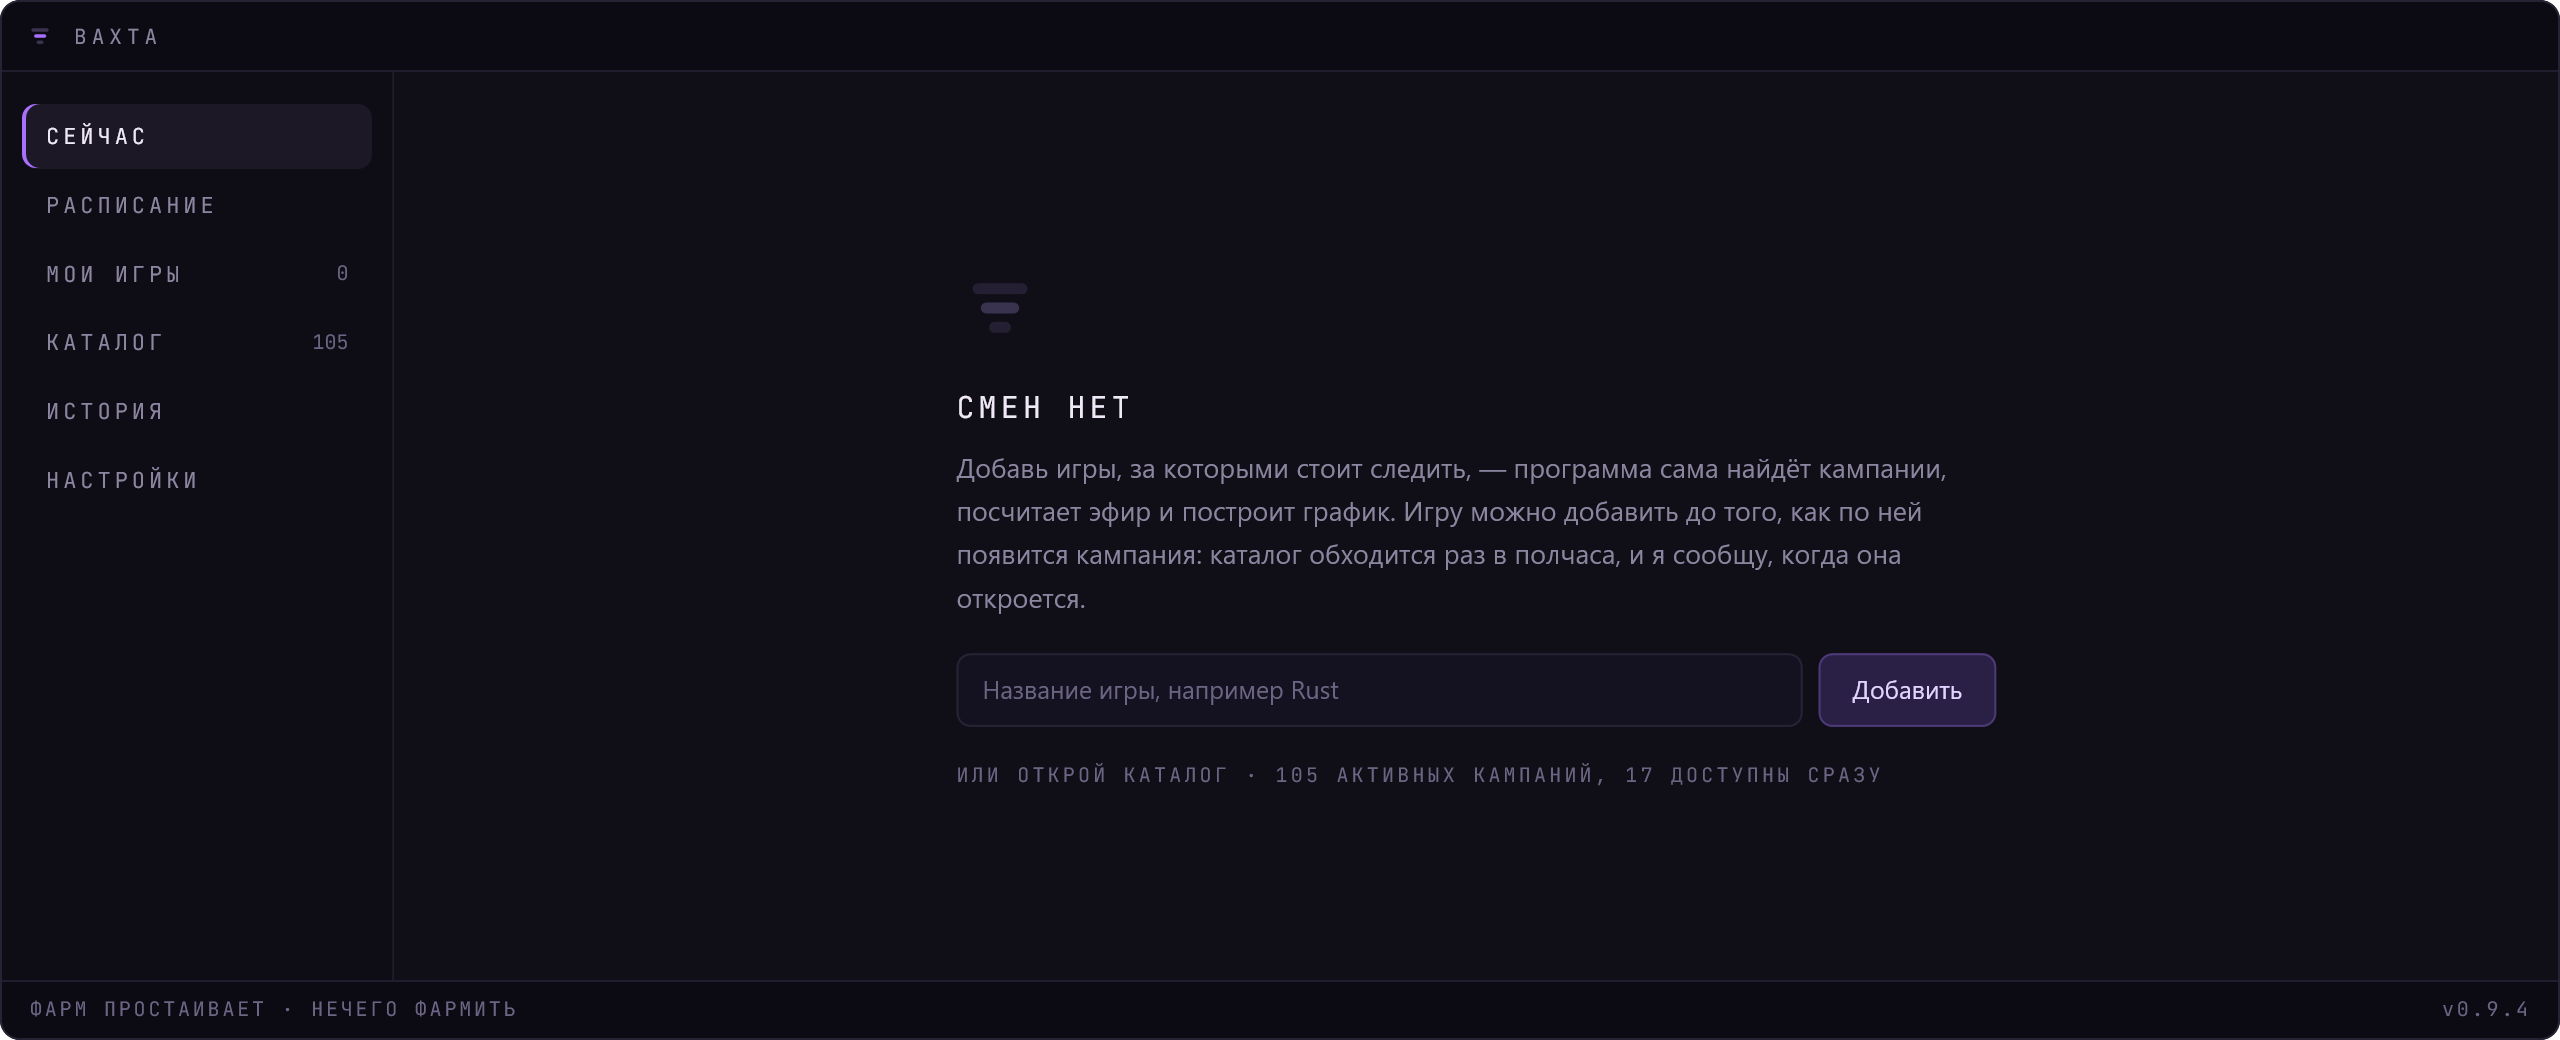 ВАХТА
СЕЙЧАС
РАСПИСАНИЕ
МОИ ИГРЫ 0
КАТАЛОГ 105
ИСТОРИЯ
НАСТРОЙКИ
СМЕН НЕТ
Добавь игры, за которыми стоит следить, — программа сама найдёт кампании,
посчитает эфир и построит график. Игру можно добавить до того, как по ней
появится кампания: каталог обходится раз в полчаса, и я сообщу, когда она
откроется.
Название игры, например Rust
Добавить
ИЛИ ОТКРОЙ КАТАЛОГ · 105 АКТИВНЫХ КАМПАНИЙ, 17 ДОСТУПНЫ СРАЗУ
ФАРМ ПРОСТАИВАЕТ · НЕЧЕГО ФАРМИТЬ
v0.9.4